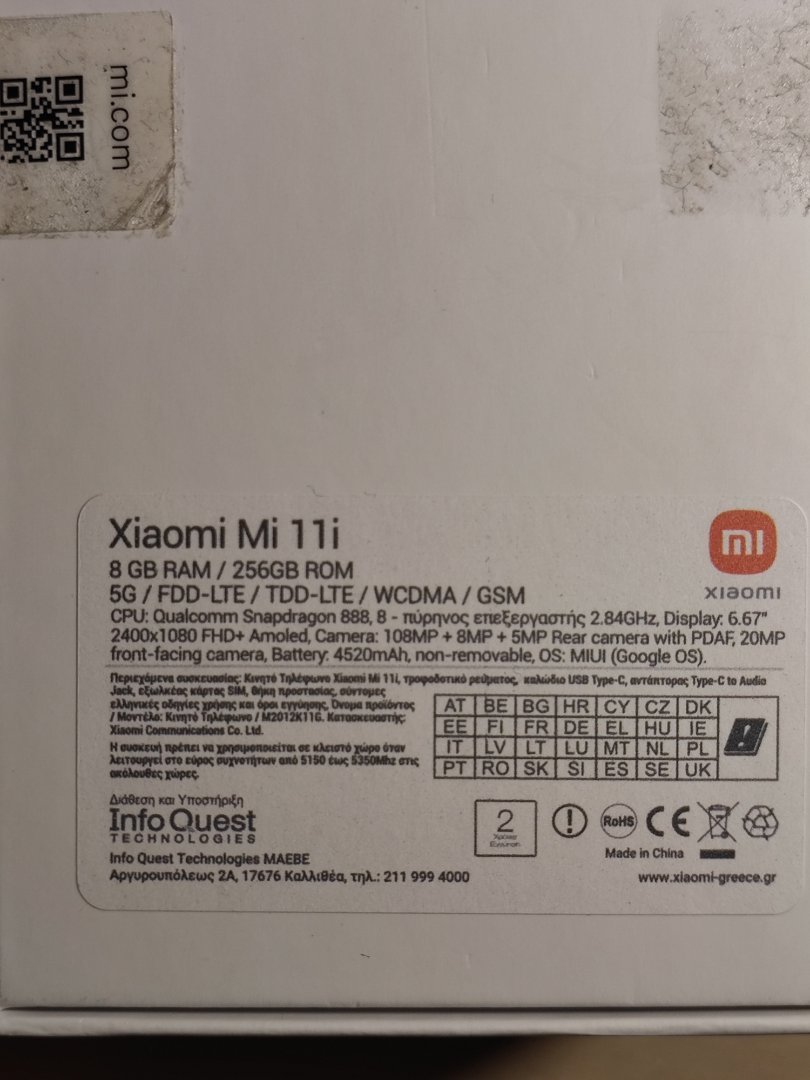 mi.com
Xiaomi Mi 11i
8 GB RAM / 256GB ROM
5G / FDD-LTE / TDD-LTE / WCDMA / GSM
CPU: Qualcomm Snapdragon 888, 8 - πύρηνος επεξεργαστής 2.84GHz, Display: 6.67"
2400x1080 FHD+ Amoled, Camera: 108MP + 8MP + 5MP Rear camera with PDAF, 20MP
front-facing camera, Battery: 4520mAh, non-removable, OS: MIUI (Google OS).
mi
xiaomi
Περιεχόμενα συσκευασίας: Κινητό Τηλέφωνο Xiaomi Mi 11i, τροφοδοτικό ρεύματος, καλώδιο USB Type-C, αντάπτορας Type-C to Audio
Jack, εξωλκέας κάρτας SIM, θήκη προστασίας, σύντομες
ελληνικές οδηγίες χρήσης και όροι εγγύησης, Όνομα προϊόντος
/ Μοντέλο: Κινητό Τηλέφωνο / M2012K11G. Κατασκευαστής:
Xiaomi Communications Co. Ltd.
Η συσκευή πρέπει να χρησιμοποιείται σε κλειστό χώρο όταν
λειτουργεί στο εύρος συχνοτήτων από 5150 έως 5350Mhz στις
ακόλουθες χώρες.
AT BE BG HR CY CZ DK
EE FI FR DE EL HU IE
IT LV LT LU MT NL PL
PT RO SK SI ES SE UK
Διάθεση και Υποστήριξη
Info Quest
TECHNOLOGIES
Info Quest Technologies ΜΑΕΒΕ
Αργυρουπόλεως 2Α, 17676 Καλλιθέα, τηλ.: 211 999 4000
2
Χρόνια
Εγγύηση
RoHS
CE
Made in China
www.xiaomi-greece.gr